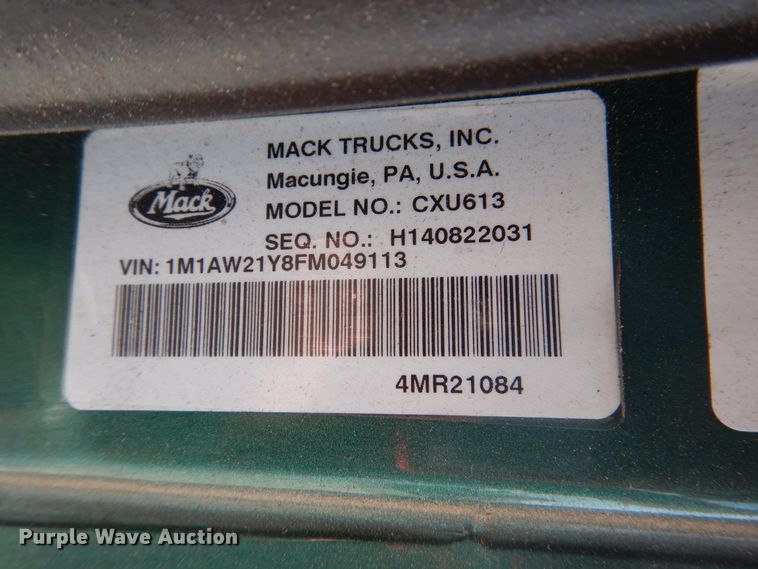 MACK TRUCKS, INC.
Macungie, PA, U.S.A.
Mack
MODEL NO.: CXU613
SEQ. NO.: H140822031
VIN: 1M1AW21Y8FM049113
4MR21084
Purple Wave Auction